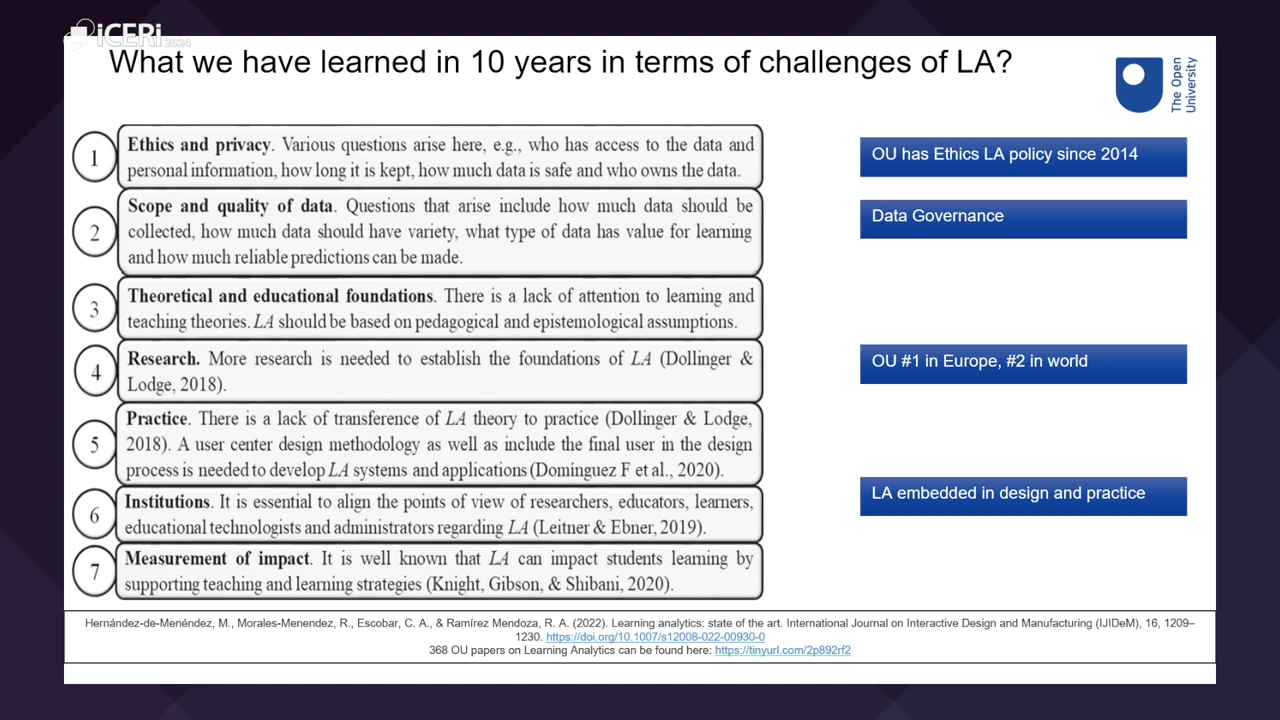 iCERi 2024
What we have learned in 10 years in terms of challenges of LA?
The Open
University
1
Ethics and privacy. Various questions arise here, e.g., who has access to the data and
personal information, how long it is kept, how much data is safe and who owns the data.
OU has Ethics LA policy since 2014
2
Scope and quality of data. Questions that arise include how much data should be
collected, how much data should have variety, what type of data has value for learning
and how much reliable predictions can be made.
Data Governance
3
Theoretical and educational foundations. There is a lack of attention to learning and
teaching theories. LA should be based on pedagogical and epistemological assumptions.
4
Research. More research is needed to establish the foundations of LA (Dollinger &
Lodge, 2018).
OU #1 in Europe, #2 in world
5
Practice. There is a lack of transference of LA theory to practice (Dollinger & Lodge,
2018). A user center design methodology as well as include the final user in the design
process is needed to develop LA systems and applications (Domínguez F et al., 2020).
LA embedded in design and practice
6
Institutions. It is essential to align the points of view of researchers, educators, learners,
educational technologists and administrators regarding LA (Leitner & Ebner, 2019).
7
Measurement of impact. It is well known that LA can impact students learning by
supporting teaching and learning strategies (Knight, Gibson, & Shibani, 2020).
Hernández-de-Menéndez, M., Morales-Menendez, R., Escobar, C. A., & Ramírez Mendoza, R. A. (2022). Learning analytics: state of the art. International Journal on Interactive Design and Manufacturing (IJIDeM), 16, 1209–
1230. https://doi.org/10.1007/s12008-022-00930-0
368 OU papers on Learning Analytics can be found here: https://tinyurl.com/2p892rf2